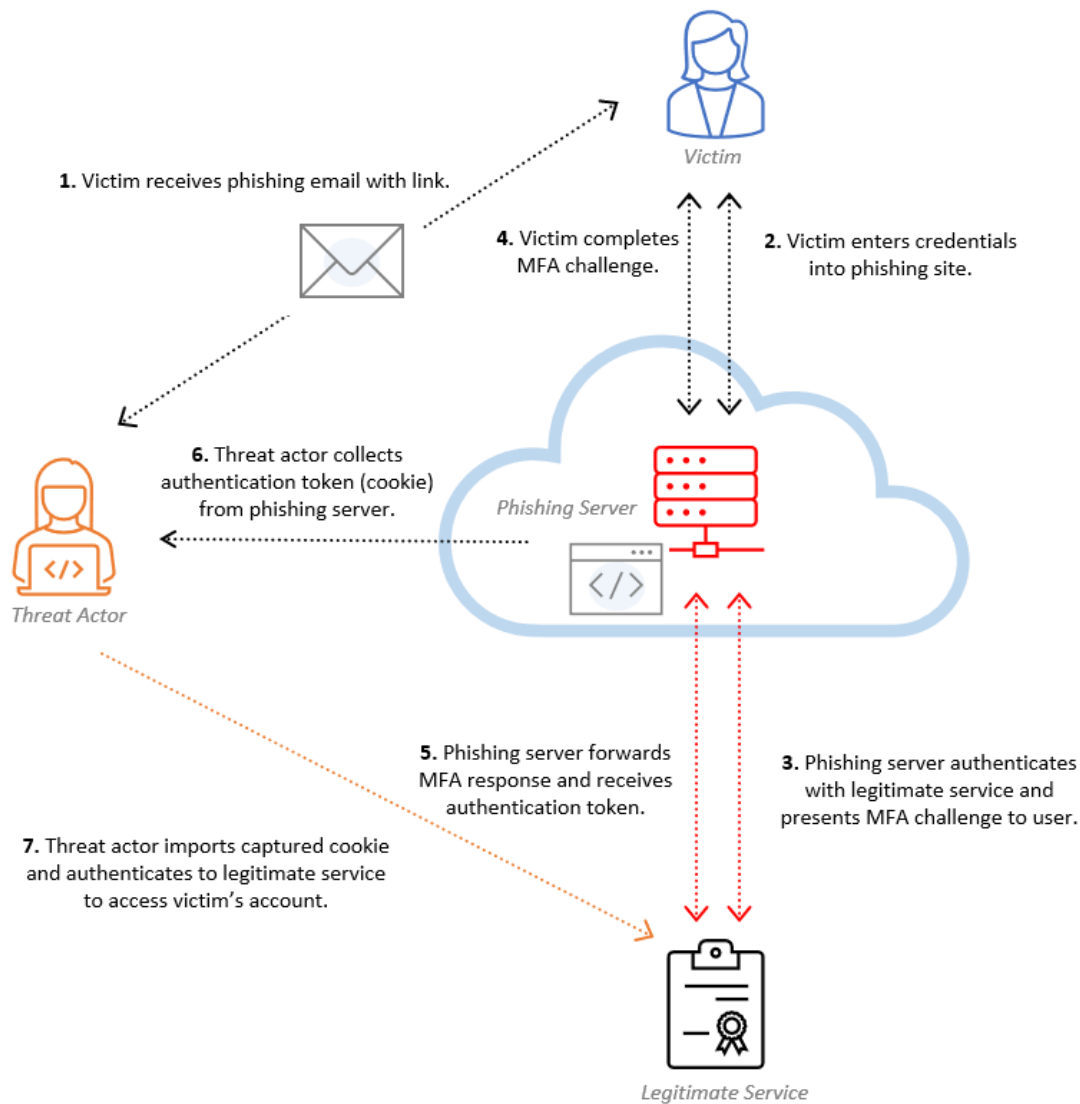 Victim
1. Victim receives phishing email with link.
4. Victim completes
MFA challenge.
2. Victim enters credentials
into phishing site.
6. Threat actor collects
authentication token (cookie)
from phishing server.
Phishing Server
</>
</>
Threat Actor
5. Phishing server forwards
MFA response and receives
authentication token.
3. Phishing server authenticates
with legitimate service and
presents MFA challenge to user.
7. Threat actor imports captured cookie
and authenticates to legitimate service
to access victim's account.
Legitimate Service